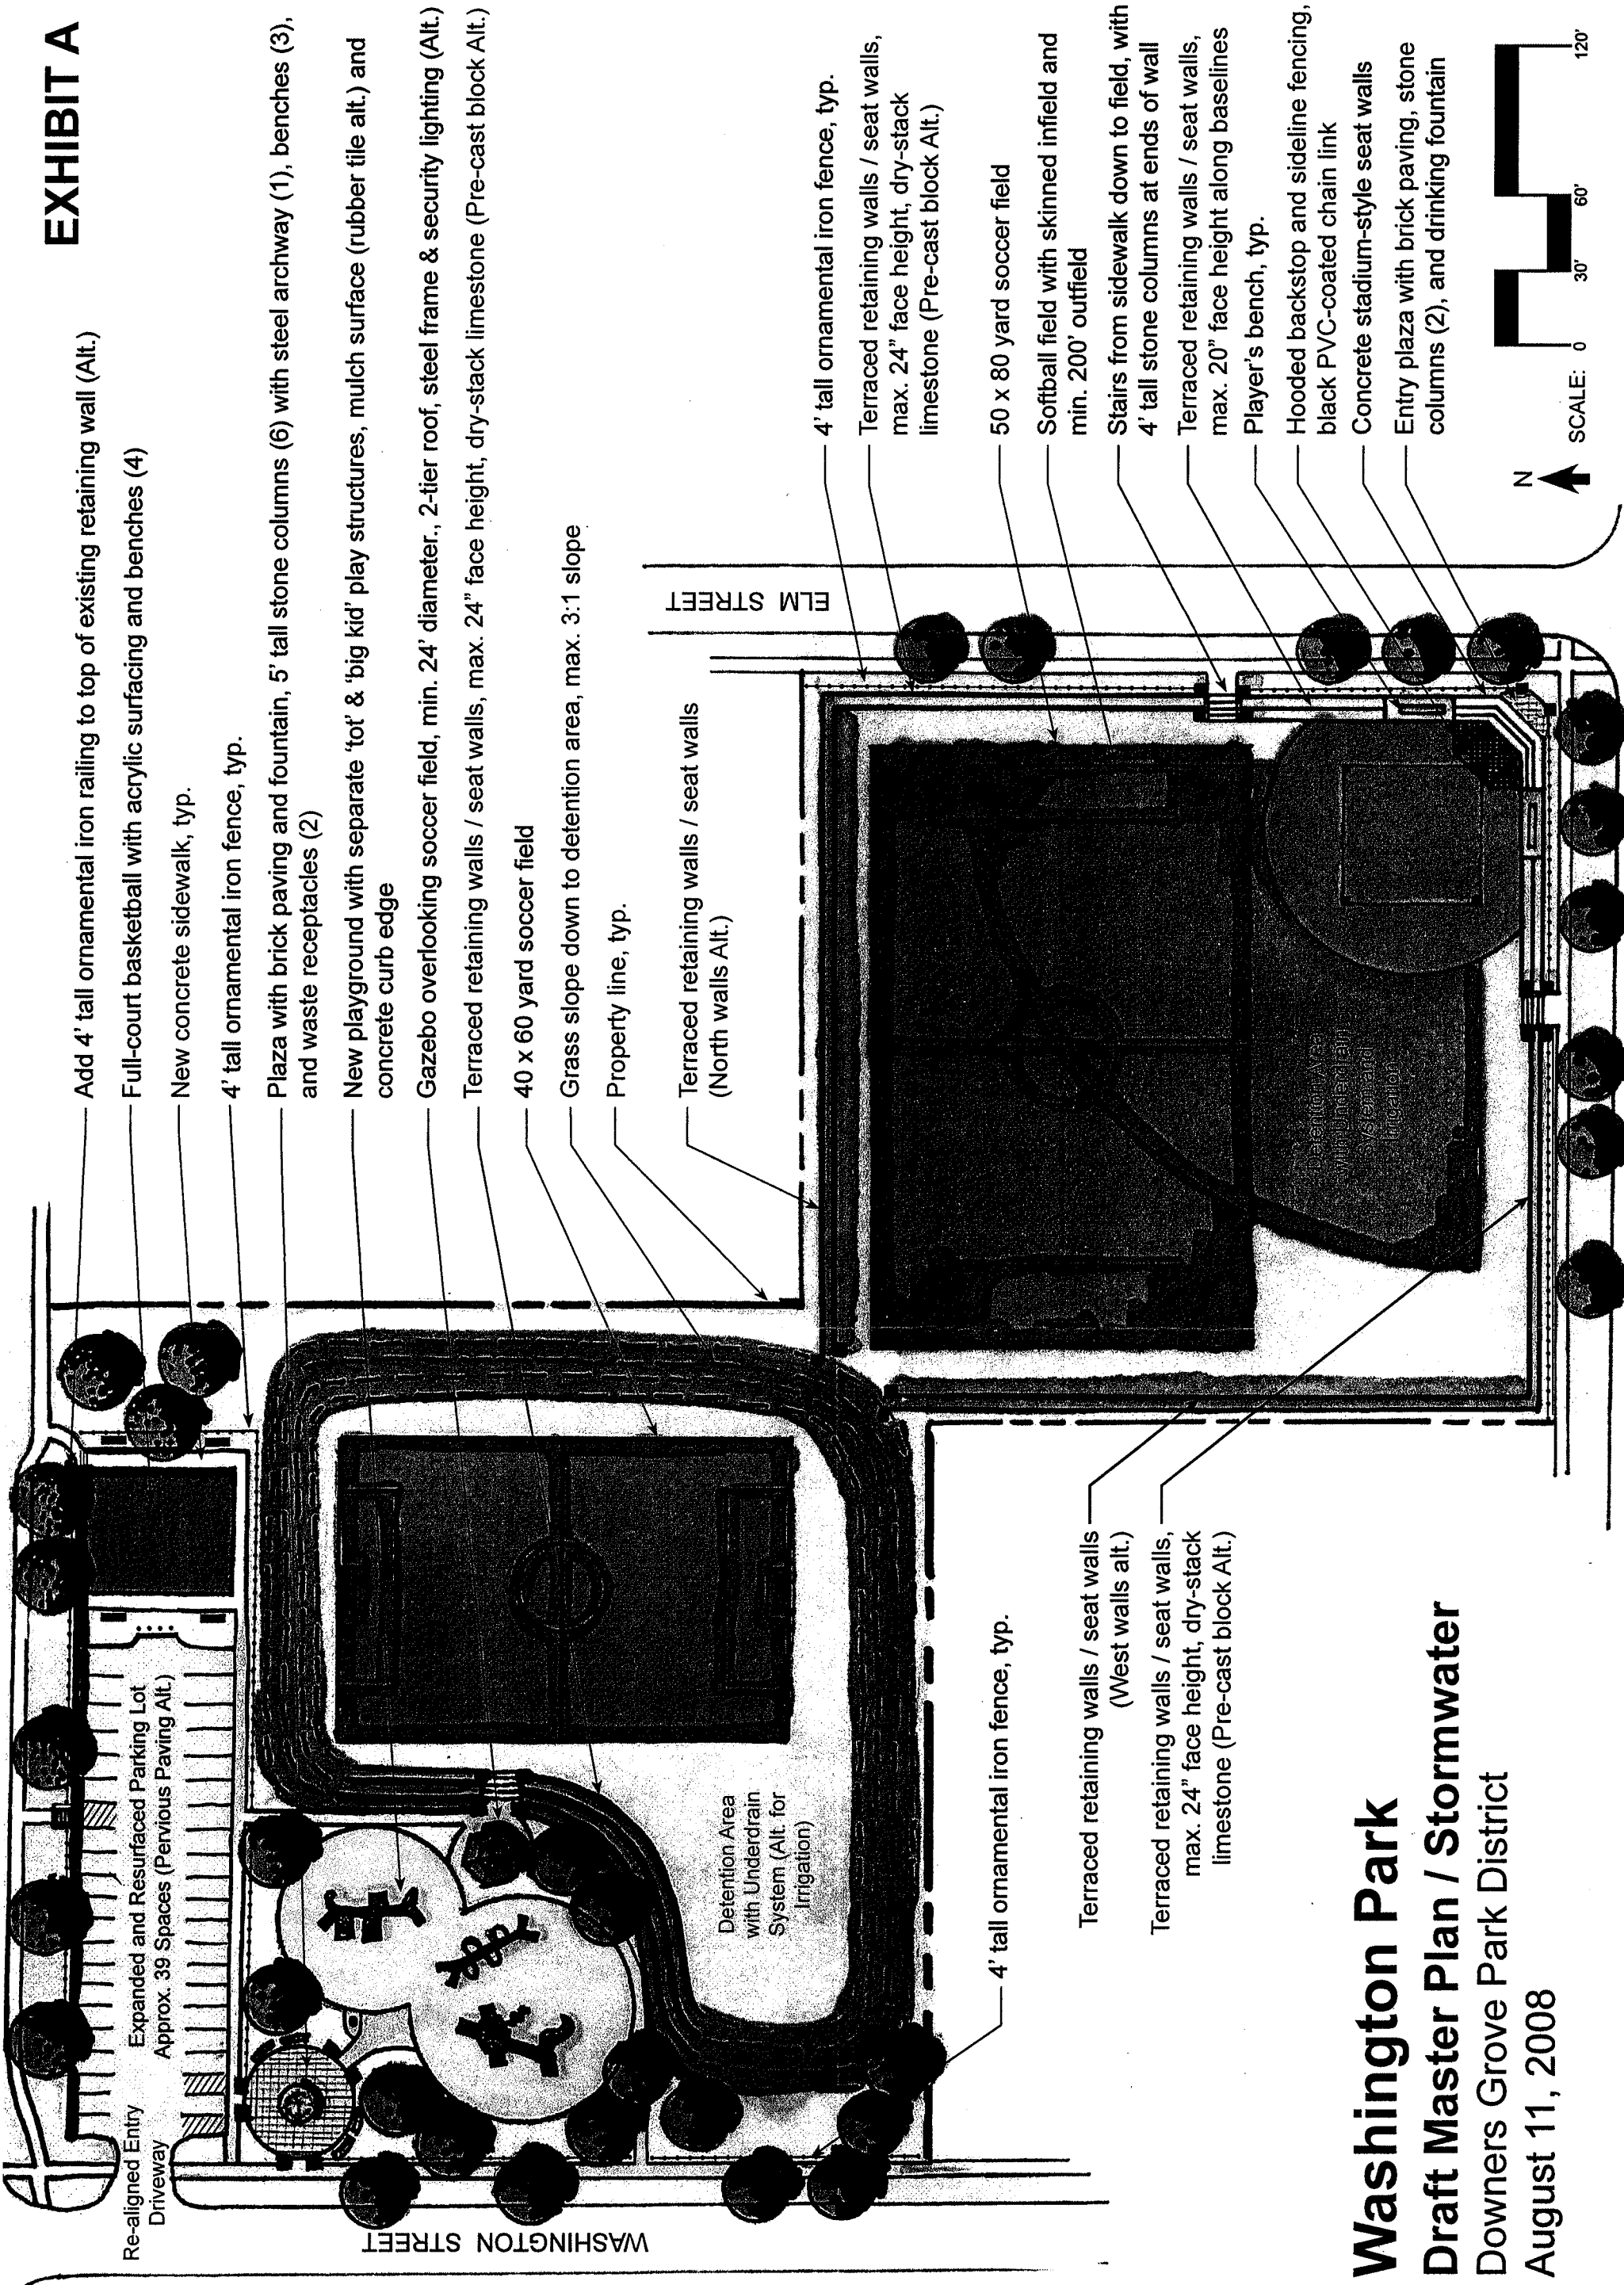 EXHIBIT A
Add 4' tall ornamental iron railing to top of existing retaining wall (Alt.)
Full-court basketball with acrylic surfacing and benches (4)
New concrete sidewalk, typ.
4' tall ornamental iron fence, typ.
Plaza with brick paving and fountain, 5' tall stone columns (6) with steel archway (1), benches (3),
and waste receptacles (2)
New playground with separate 'tot' & 'big kid' play structures, mulch surface (rubber tile alt.) and
concrete curb edge
Gazebo overlooking soccer field, min. 24' diameter., 2-tier roof, steel frame & security lighting (Alt.)
Terraced retaining walls / seat walls, max. 24" face height, dry-stack limestone (Pre-cast block Alt.)
40 x 60 yard soccer field
Grass slope down to detention area, max. 3:1 slope
Property line, typ.
Terraced retaining walls / seat walls
(North walls Alt.)
Re-aligned Entry
Driveway
Expanded and Resurfaced Parking Lot
Approx. 39 Spaces (Pervious Paving Alt.)
WASHINGTON STREET
Detention Area
with Underdrain
System (Alt. for
Irrigation)
ELM STREET
4' tall ornamental iron fence, typ.
Terraced retaining walls / seat walls,
max. 24" face height, dry-stack
limestone (Pre-cast block Alt.)
50 x 80 yard soccer field
Softball field with skinned infield and
min. 200' outfield
Stairs from sidewalk down to field, with
4' tall stone columns at ends of wall
Terraced retaining walls / seat walls,
max. 20" face height along baselines
Player's bench, typ.
Hooded backstop and sideline fencing,
black PVC-coated chain link
Concrete stadium-style seat walls
Entry plaza with brick paving, stone
columns (2), and drinking fountain
Detention Area
with Underdrain
System and
Irrigation
4' tall ornamental iron fence, typ.
Terraced retaining walls / seat walls
(West walls alt.)
Terraced retaining walls / seat walls,
max. 24" face height, dry-stack
limestone (Pre-cast block Alt.)
N
SCALE: 0 30' 60' 120'
Washington Park
Draft Master Plan / Stormwater
Downers Grove Park District
August 11, 2008